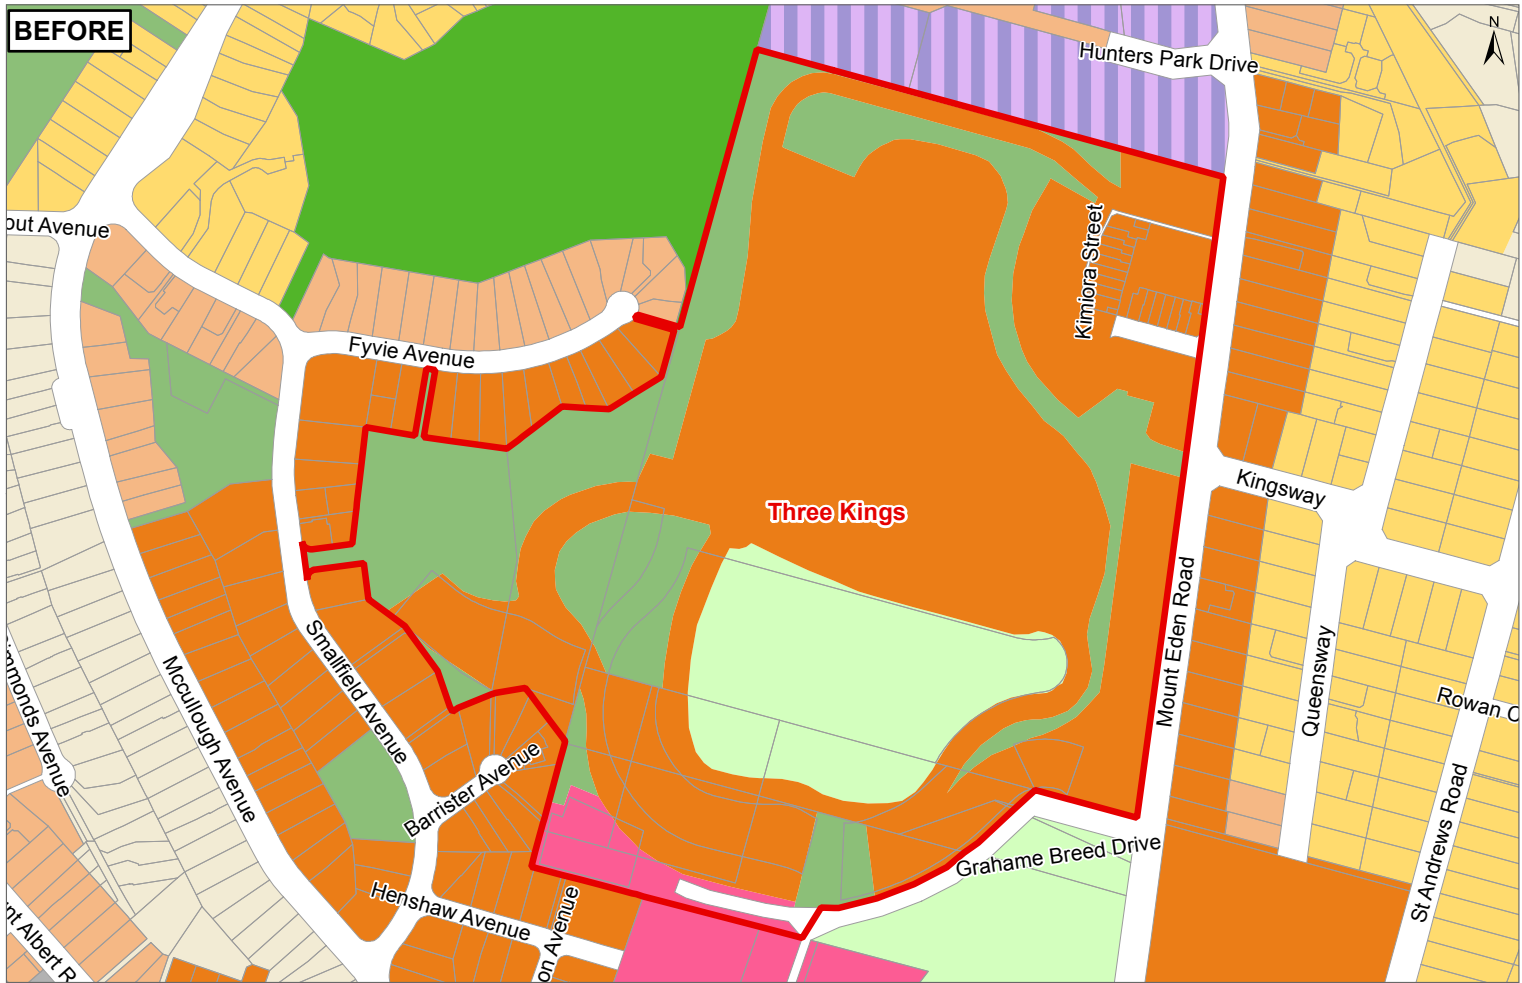 BEFORE
N
Hunters Park Drive
out Avenue
Kimiora Street
Fyvie Avenue
Kingsway
Three Kings
Mount Eden Road
Smallfield Avenue
Mccullough Avenue
immonds Avenue
Queensway
Rowan
Barrister Avenue
Grahame Breed Drive
St Andrews Road
Henshaw Avenue
on Avenue
nt Albert R